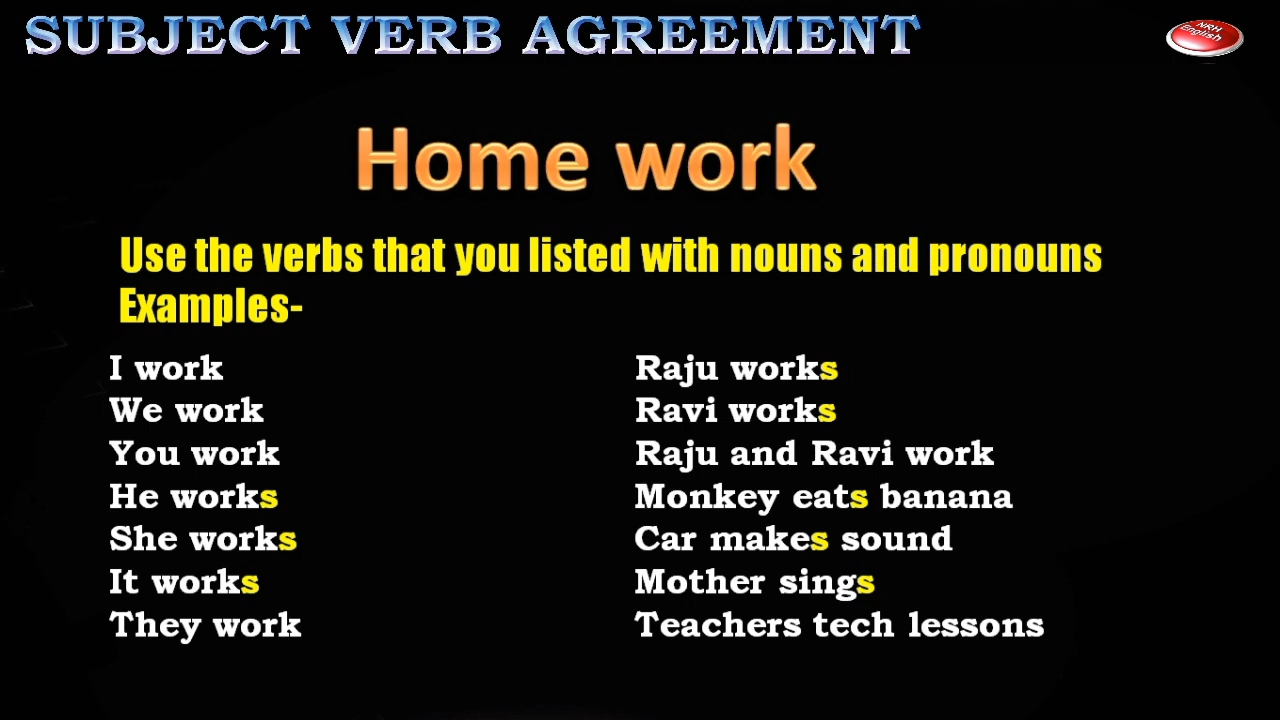 SUBJECT VERB AGREEMENT
NRH
English
Home work
Use the verbs that you listed with nouns and pronouns
Examples-
I work
We work
You work
He works
She works
It works
They work
Raju works
Ravi works
Raju and Ravi work
Monkey eats banana
Car makes sound
Mother sings
Teachers tech lessons